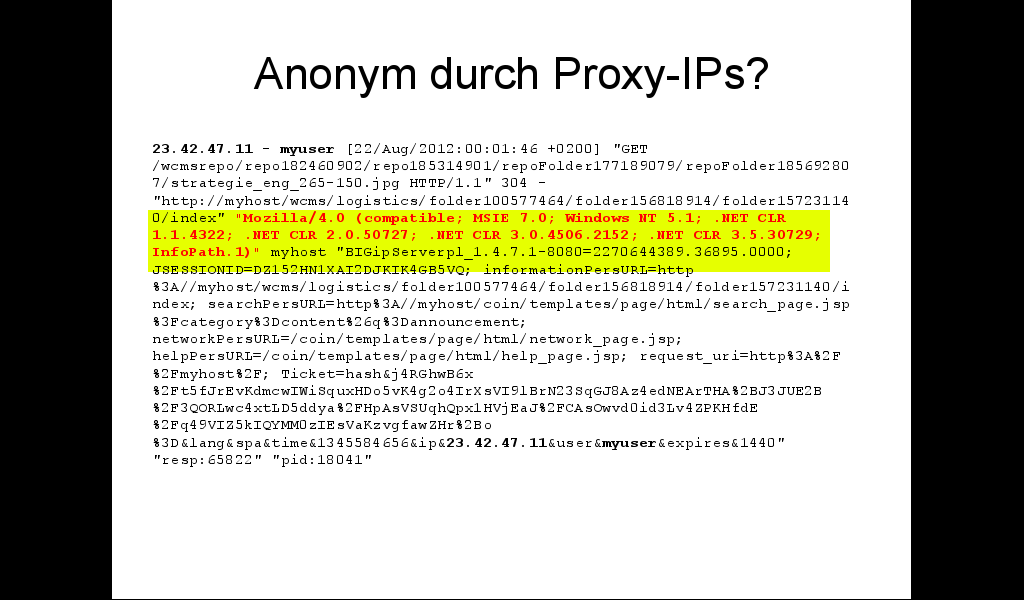 Anonym durch Proxy-IPs?
23.42.47.11 - myuser [22/Aug/2012:00:01:46 +0200] "GET
/wcmsrepo/repo182460902/repo185314901/repoFolder177189079/repoFolder18569280
7/strategie_eng_265-150.jpg HTTP/1.1" 304 -
"http://myhost/wcms/logistics/folder100577464/folder156818914/folder15723114
0/index" "Mozilla/4.0 (compatible; MSIE 7.0; Windows NT 5.1; .NET CLR
1.1.4322; .NET CLR 2.0.50727; .NET CLR 3.0.4506.2152; .NET CLR 3.5.30729;
InfoPath.1)" myhost "BIGipServerpl_1.4.7.1-8080=2270644389.36895.0000;
JSESSIONID=DZ152HN1XAI2DJKIK4GB5VQ; informationPersURL=http
%3A//myhost/wcms/logistics/folder100577464/folder156818914/folder157231140/i
ndex; searchPersURL=http%3A//myhost/coin/templates/page/html/search_page.jsp
%3Fcategory%3Dcontent%26q%3Dannouncement;
networkPersURL=/coin/templates/page/html/network_page.jsp;
helpPersURL=/coin/templates/page/html/help_page.jsp; request_uri=http%3A%2F
%2Fmyhost%2F; Ticket=hash&j4RGhwB6x
%2Ft5fJrEvKdmcwIWiSquxHDo5vK4g2o4IrXsVI9lBrN23SqGJ8Az4edNEArTHA%2BJ3JUE2B
%2F3QORLwc4xtLD5ddya%2FHpAsVSUqhQpx1HVjEaJ%2FCAsOwvd0id3Lv4ZPKHfdE
%2Fq49VIZ5kIQYMM0zIEsVaKzvgfawZHr%2Bo
%3D&lang&spa&time&1345584656&ip&23.42.47.11&user&myuser&expires&1440"
"resp:65822" "pid:18041"